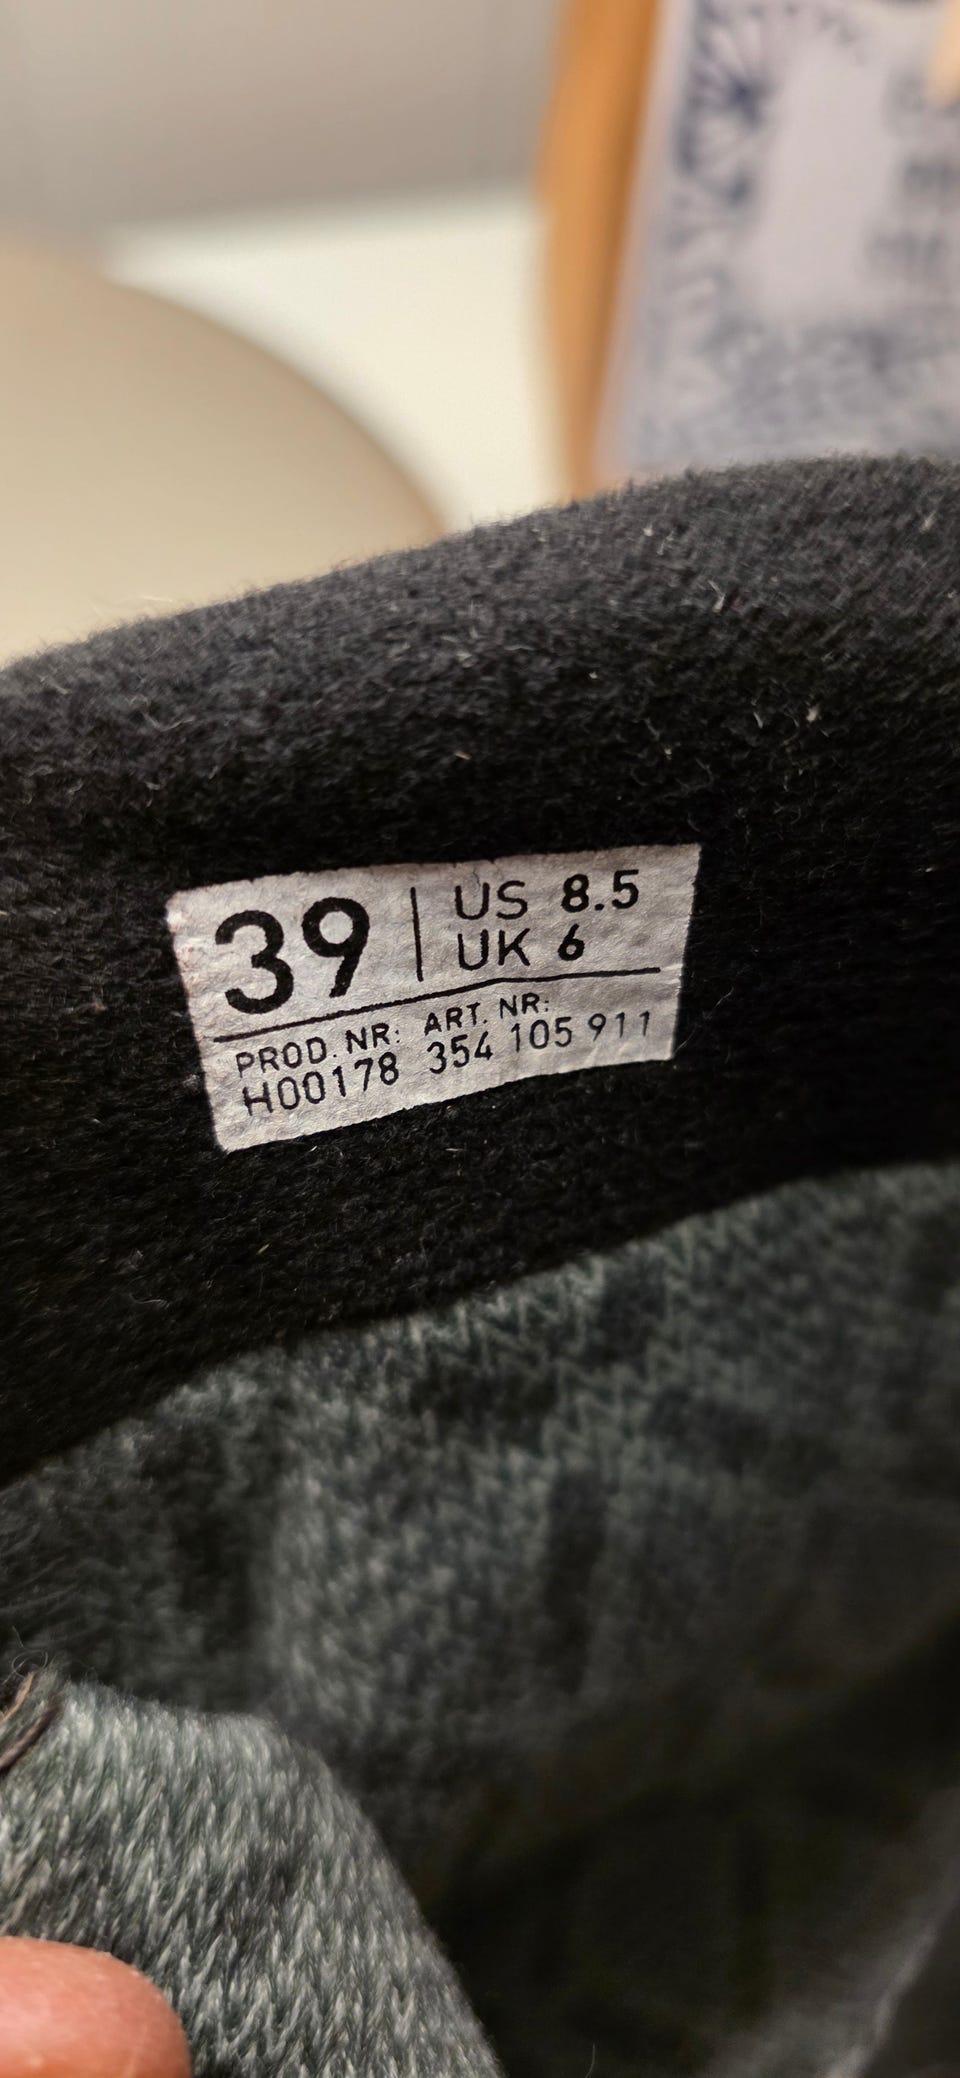 39
US 8.5
UK 6
PROD. NR: ART. NR:
H00178 354 105 911